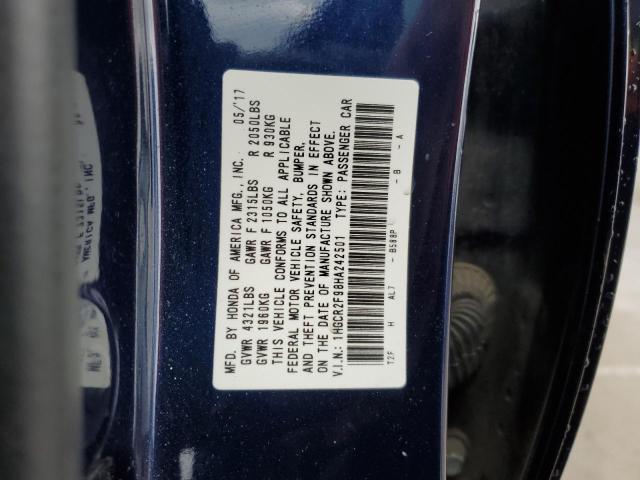 MFD. BY HONDA OF AMERICA MFG., INC. 05/'17
GVWR 4321LBS GAWR F 2315LBS R 2050LBS
GVWR 1960KG GAWR F 1050KG R 930KG
THIS VEHICLE CONFORMS TO ALL APPLICABLE
FEDERAL MOTOR VEHICLE SAFETY, BUMPER,
AND THEFT PREVENTION STANDARDS IN EFFECT
ON THE DATE OF MANUFACTURE SHOWN ABOVE.
V.I.N.: 1HGCR2F98HA242501 TYPE: PASSENGER CAR
T2F H AL7 - B588P - B - A